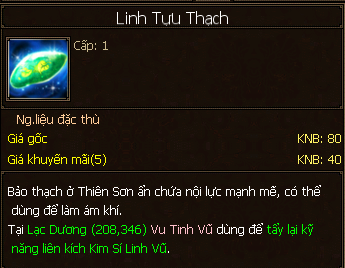 Linh Tựu Thạch
Cấp: 1
Ng.liệu đặc thù
Giá gốc KNB: 80
Giá khuyến mãi(5) KNB: 40
Bảo thạch ở Thiên Sơn ẩn chứa nội lực mạnh mẽ, có thể
dùng để làm ám khí.
Tại Lạc Dương (208,346) Vu Tinh Vũ dùng để tẩy lại kỹ
năng liên kích Kim Sí Linh Vũ.